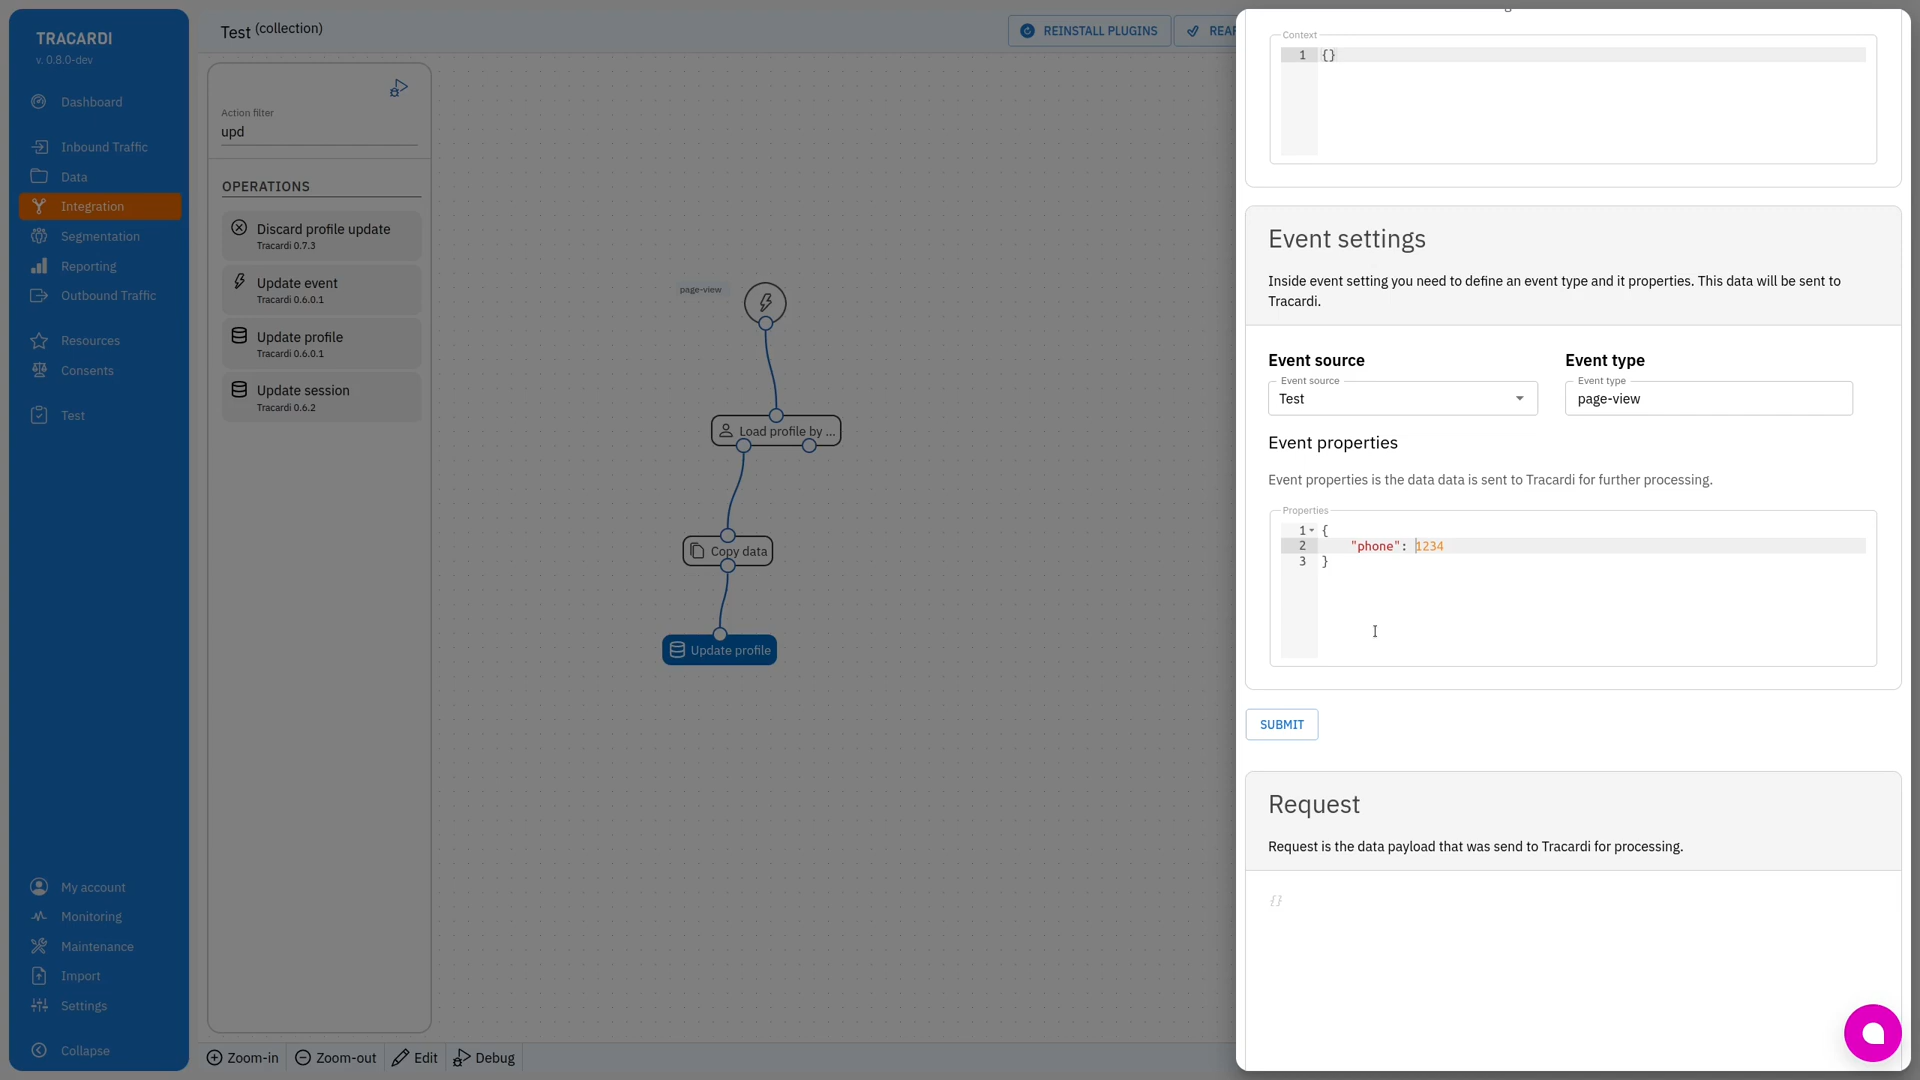 TRACARDI
v. 0.8.0-dev
Dashboard
Inbound Traffic
Data
Integration
Segmentation
Reporting
Outbound Traffic
Resources
Consents
Test
My account
Monitoring
Maintenance
Import
Settings
Collapse
Test (collection)
REINSTALL PLUGINS
Action filter
upd
OPERATIONS
Discard profile update
Tracardi 0.7.3
Update event
Tracardi 0.6.0.1
Update profile
Tracardi 0.6.0.1
Update session
Tracardi 0.6.2
page-view
Load profile by ...
Copy data
Update profile
Zoom-in
Zoom-out
Edit
Debug
Context
1 {}
Event settings
Inside event setting you need to define an event type and it properties. This data will be sent to
Tracardi.
Event source
Event type
Event source
Test
Event type
page-view
Event properties
Event properties is the data data is sent to Tracardi for further processing.
Properties
1 {
2 "phone": 1234
3 }
SUBMIT
Request
Request is the data payload that was send to Tracardi for processing.
{}